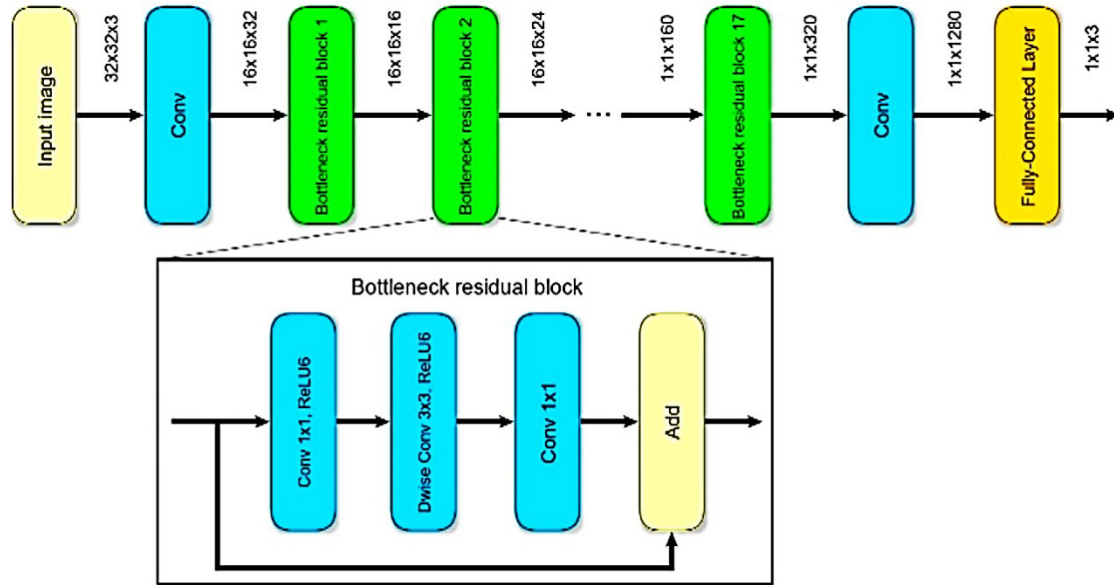 Input image
32x32x3
Conv
16x16x32
Bottleneck residual block 1
16x16x16
Bottleneck residual block 2
16x16x24
...
1x1x160
Bottleneck residual block 17
1x1x320
Conv
1x1x1280
Fully-Connected Layer
1x1x3
Bottleneck residual block
Conv 1x1, ReLU6
Dwise Conv 3x3, ReLU6
Conv 1x1
Add